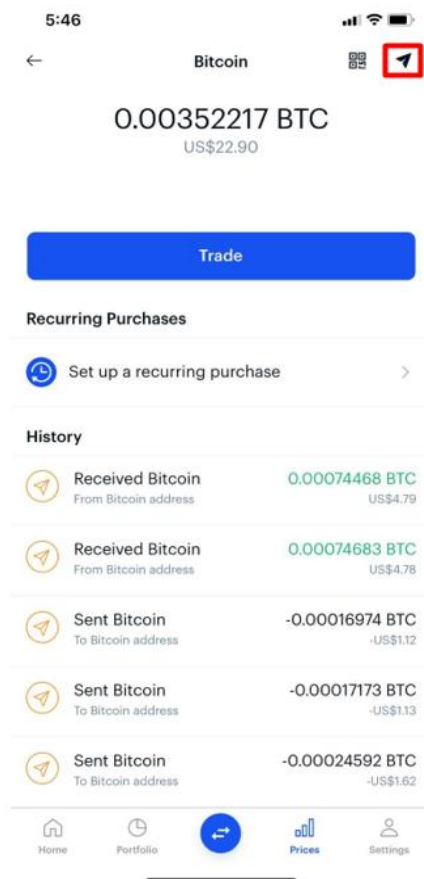 5:46
Bitcoin
0.00352217 BTC
US$22.90
Trade
Recurring Purchases
Set up a recurring purchase
History
Received Bitcoin 0.00074468 BTC
From Bitcoin address US$4.79
Received Bitcoin 0.00074683 BTC
From Bitcoin address US$4.78
Sent Bitcoin -0.00016974 BTC
To Bitcoin address -US$1.12
Sent Bitcoin -0.00017173 BTC
To Bitcoin address -US$1.13
Sent Bitcoin -0.00024592 BTC
To Bitcoin address -US$1.62
Home Portfolio Prices Settings